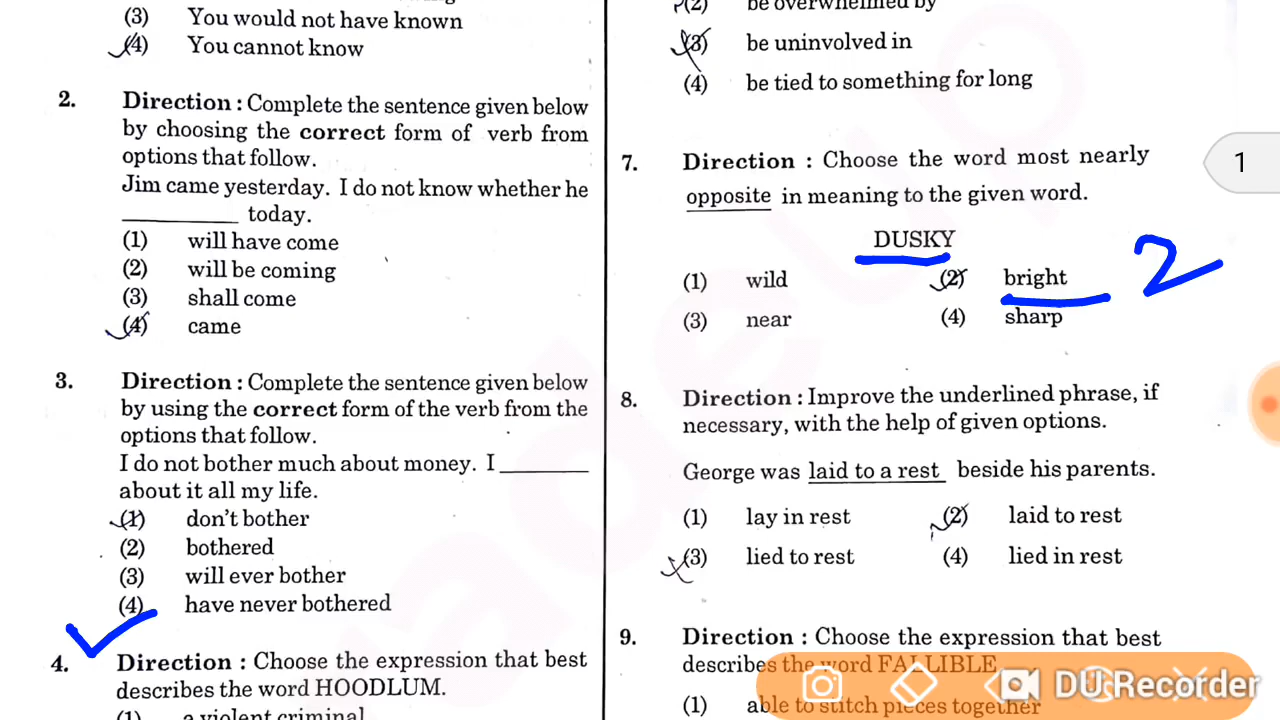 (3) You would not have known
(4) You cannot know
2. Direction : Complete the sentence given below
by choosing the correct form of verb from
options that follow.
Jim came yesterday. I do not know whether he
__________ today.
(1) will have come
(2) will be coming
(3) shall come
(4) came
3. Direction : Complete the sentence given below
by using the correct form of the verb from the
options that follow.
I do not bother much about money. I ________
about it all my life.
(1) don't bother
(2) bothered
(3) will ever bother
(4) have never bothered
4. Direction : Choose the expression that best
describes the word HOODLUM.
(1) a violent criminal
(2) be overwhelmed by
(3) be uninvolved in
(4) be tied to something for long
7. Direction : Choose the word most nearly
opposite in meaning to the given word.
DUSKY
(1) wild (2) bright 2
(3) near (4) sharp
8. Direction : Improve the underlined phrase, if
necessary, with the help of given options.
George was laid to a rest beside his parents.
(1) lay in rest (2) laid to rest
(3) lied to rest (4) lied in rest
9. Direction : Choose the expression that best
describes the word FALLIBLE
(1) able to stitch pieces together
1
DU Recorder